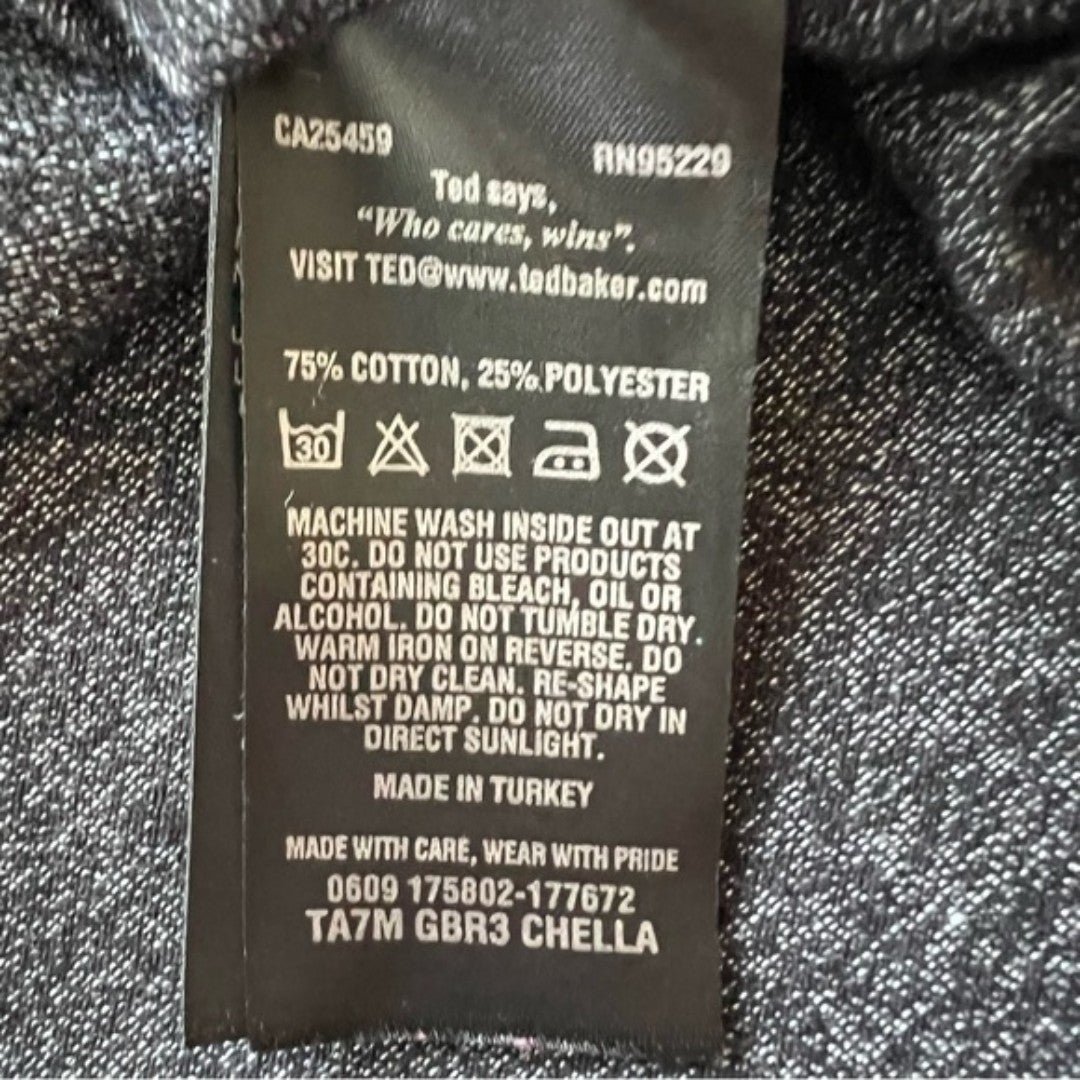 CA25459
RN95229
Ted says,
“Who cares, wins”.
VISIT TED@www.tedbaker.com
75% COTTON, 25% POLYESTER
30
MACHINE WASH INSIDE OUT AT
30C. DO NOT USE PRODUCTS
CONTAINING BLEACH, OIL OR
ALCOHOL. DO NOT TUMBLE DRY.
WARM IRON ON REVERSE. DO
NOT DRY CLEAN. RE-SHAPE
WHILST DAMP. DO NOT DRY IN
DIRECT SUNLIGHT.
MADE IN TURKEY
MADE WITH CARE, WEAR WITH PRIDE
0609 175802-177672
TA7M GBR3 CHELLA